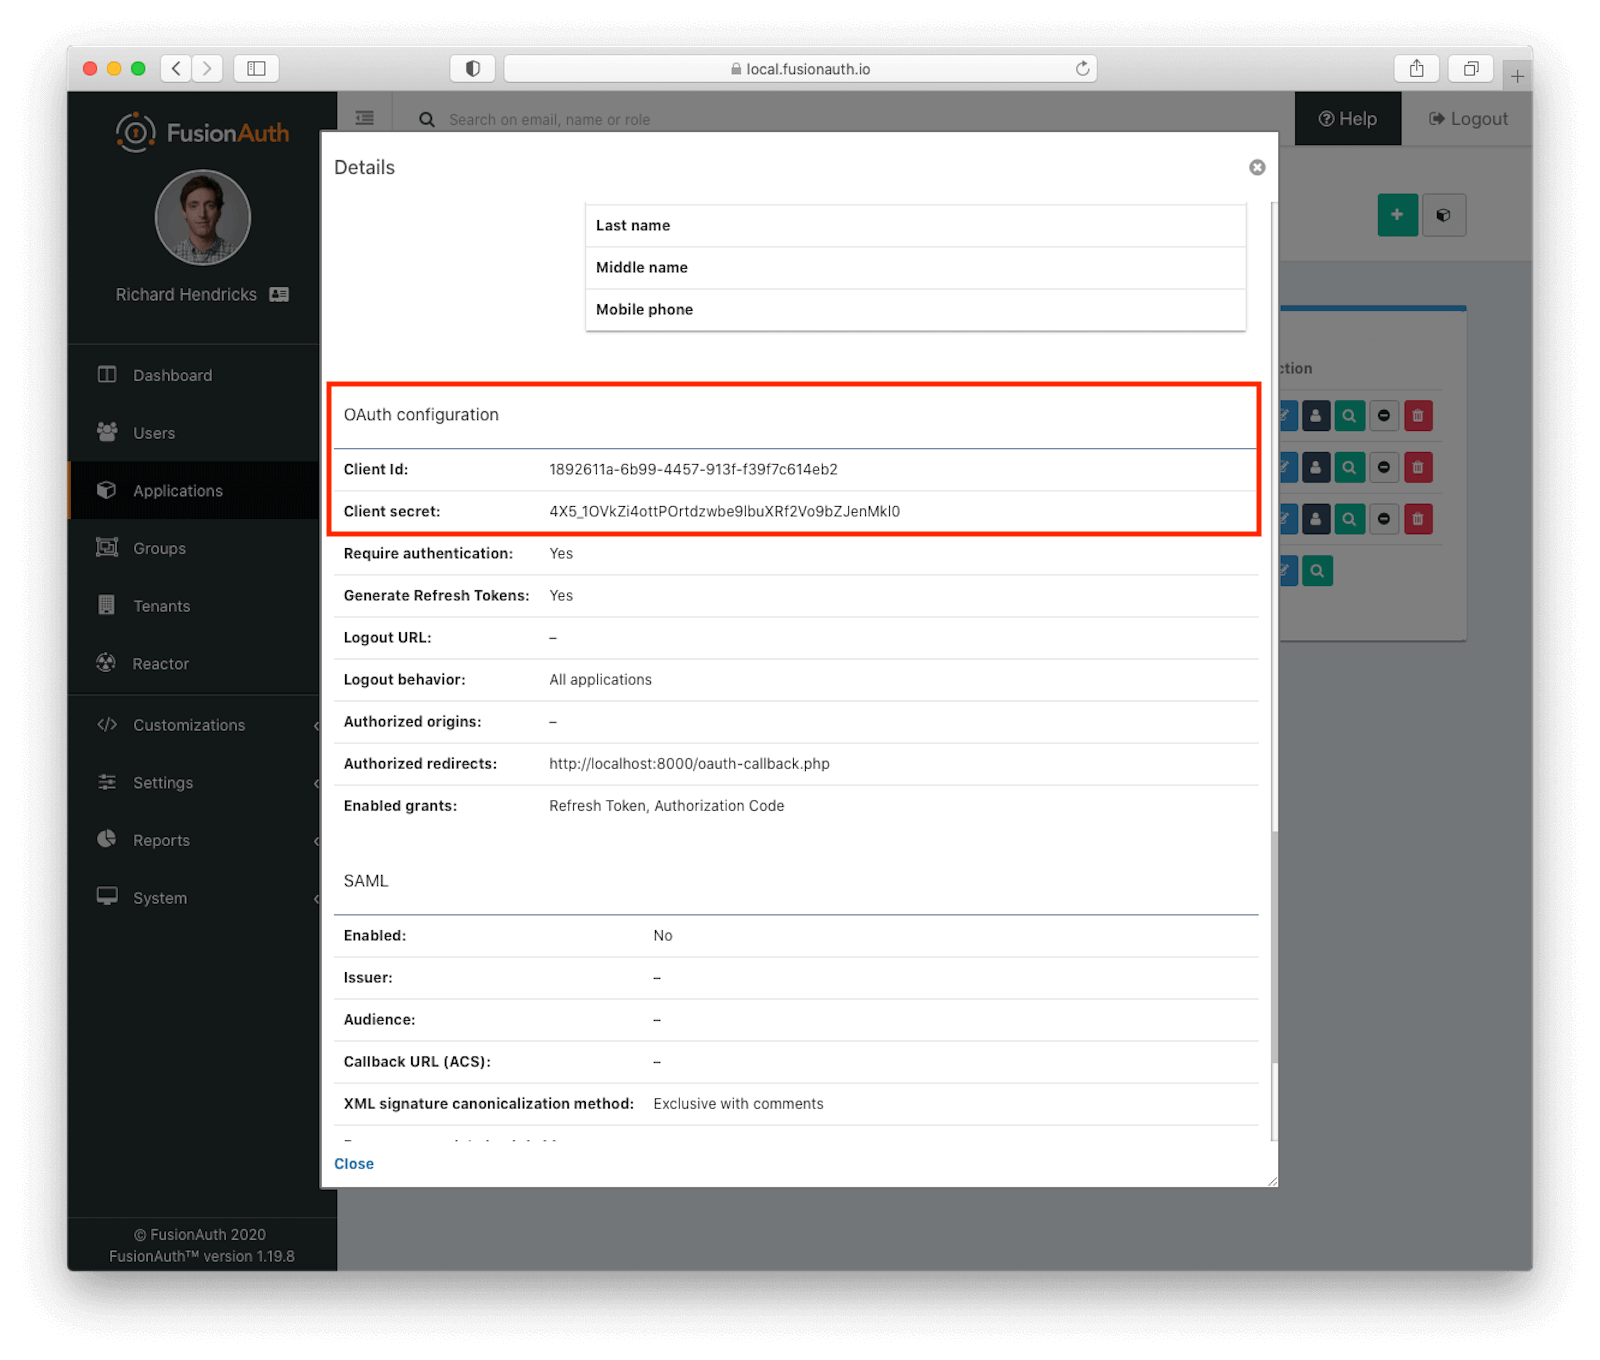 local.fusionauth.io
FusionAuth
Search on email, name or role
Help
Logout
Richard Hendricks
Dashboard
Users
Applications
Groups
Tenants
Reactor
Customizations
Settings
Reports
System
© FusionAuth 2020
FusionAuth™ version 1.19.8
Details
Last name
Middle name
Mobile phone
OAuth configuration
Client Id: 1892611a-6b99-4457-913f-f39f7c614eb2
Client secret: 4X5_1OVkZi4ottPOrtdzwbe9lbuXRf2Vo9bZJenMkI0
Require authentication: Yes
Generate Refresh Tokens: Yes
Logout URL: –
Logout behavior: All applications
Authorized origins: –
Authorized redirects: http://localhost:8000/oauth-callback.php
Enabled grants: Refresh Token, Authorization Code
SAML
Enabled: No
Issuer: –
Audience: –
Callback URL (ACS): –
XML signature canonicalization method: Exclusive with comments
Close
ction